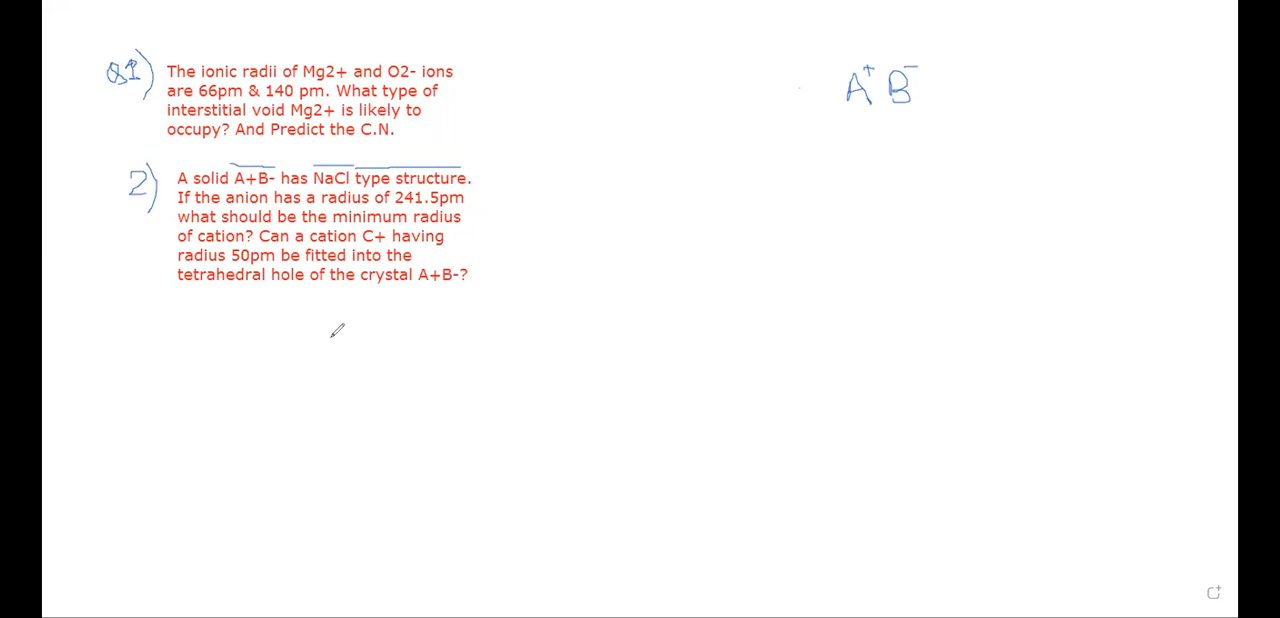 Q1)
The ionic radii of Mg2+ and O2- ions
are 66pm & 140 pm. What type of
interstitial void Mg2+ is likely to
occupy? And Predict the C.N.
A+ B-
2)
A solid A+B- has NaCl type structure.
If the anion has a radius of 241.5pm
what should be the minimum radius
of cation? Can a cation C+ having
radius 50pm be fitted into the
tetrahedral hole of the crystal A+B-?